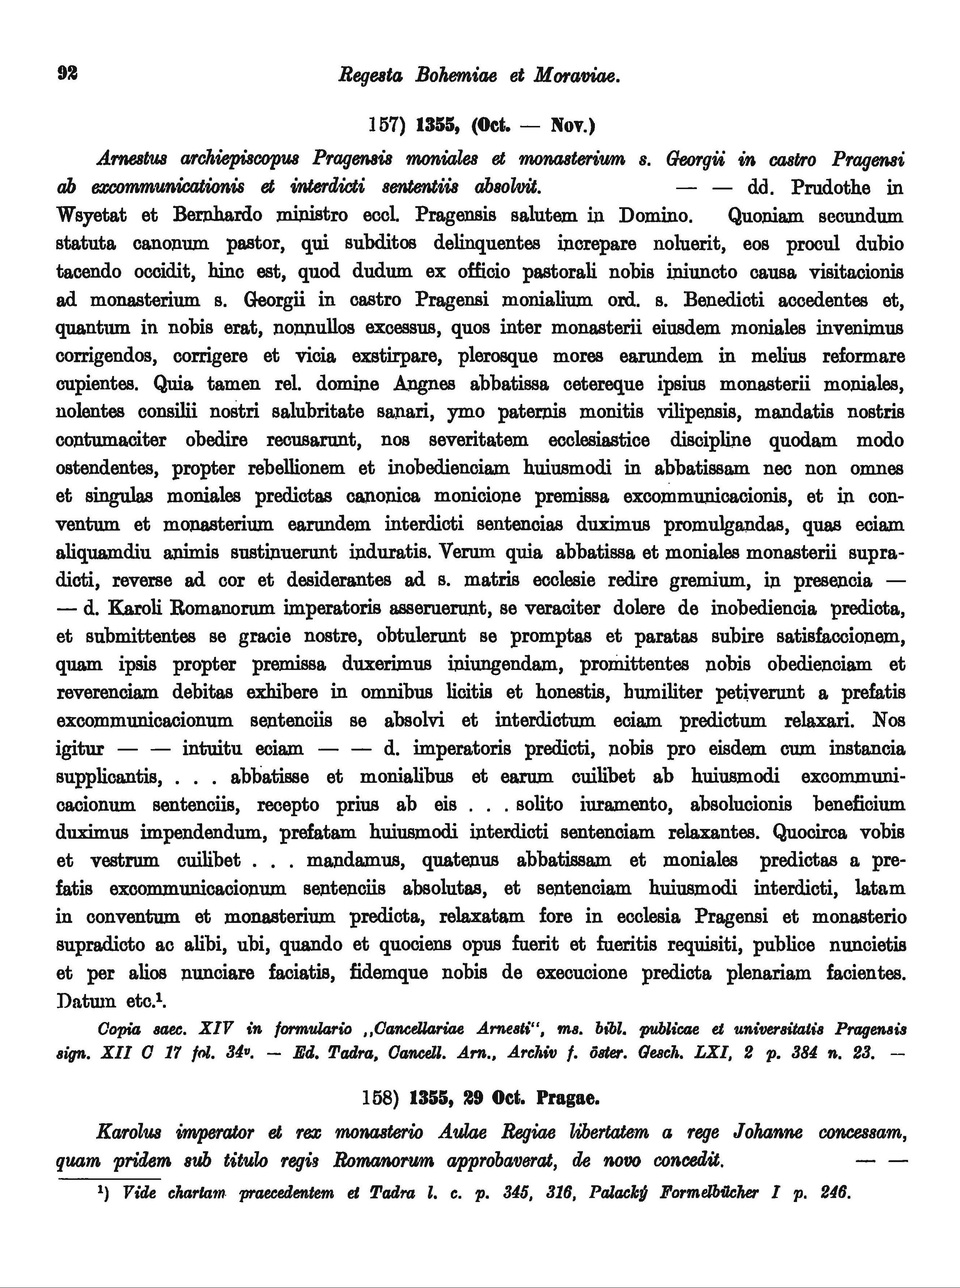 92
Regesta Bohemiae et Moraviae.
157) 1355, (Oct. — Nov.)
Arnestus archiepiscopus Pragensis moniales et monasterium s. Georgii in castro Pragensi
ab excommunicationis et interdicti sententiis absolvit. — — dd. Prudothe in
Wsyetat et Bernhardo ministro eccl. Pragensis salutem in Domino. Quoniam secundum
statuta canonum pastor, qui subditos delinquentes increpare noluerit, eos procul dubio
tacendo occidit, hinc est, quod dudum ex officio pastorali nobis iniuncto causa visitacionis
ad monasterium s. Georgii in castro Pragensi monialium ord. s. Benedicti accedentes et,
quantum in nobis erat, nonnullos excessus, quos inter monasterii eiusdem moniales invenimus
corrigendos, corrigere et vicia exstirpare, plerosque mores earundem in melius reformare
cupientes. Quia tamen rel. domine Angnes abbatissa cetereque ipsius monasterii moniales,
nolentes consilii nostri salubritate sanari, ymo paternis monitis vilipensis, mandatis nostris
contumaciter obedire recusarunt, nos severitatem ecclesiastice discipline quodam modo
ostendentes, propter rebellionem et inobedienciam huiusmodi in abbatissam nec non omnes
et singulas moniales predictas canonica monicione premissa excommunicacionis, et in con-
ventum et monasterium earundem interdicti sentencias duximus promulgandas, quas eciam
aliquamdiu animis sustinuerunt induratis. Verum quia abbatissa et moniales monasterii supra-
dicti, reverse ad cor et desiderantes ad s. matris ecclesie redire gremium, in presencia —
— d. Karoli Romanorum imperatoris asseruerunt, se veraciter dolere de inobediencia predicta,
et submittentes se gracie nostre, obtulerunt se promptas et paratas subire satisfaccionem,
quam ipsis propter premissa duxerimus iniungendam, promittentes nobis obedienciam et
reverenciam debitas exhibere in omnibus licitis et honestis, humiliter petiverunt a prefatis
excommunicacionum sentenciis se absolvi et interdictum eciam predictum relaxari. Nos
igitur — — intuitu eciam — — d. imperatoris predicti, nobis pro eisdem cum instancia
supplicantis, . . . abbatisse et monialibus et earum cuilibet ab huiusmodi excommuni-
cacionum sentenciis, recepto prius ab eis . . . solito iuramento, absolucionis beneficium
duximus impendendum, prefatam huiusmodi interdicti sentenciam relaxantes. Quocirca vobis
et vestrum cuilibet . . . mandamus, quatenus abbatissam et moniales predictas a pre-
fatis excommunicacionum sentenciis absolutas, et sentenciam huiusmodi interdicti, latam
in conventum et monasterium predicta, relaxatam fore in ecclesia Pragensi et monasterio
supradicto ac alibi, ubi, quando et quociens opus fuerit et fueritis requisiti, publice nuncietis
et per alios nunciare faciatis, fidemque nobis de execucione predicta plenariam facientes.
Datum etc.¹.
Copia saec. XIV in formulario „Cancellariae Arnesti“, ms. bibl. publicae et universitatis Pragensis
sign. XII C 17 fol. 34ᵛ. — Ed. Tadra, Cancell. Arn., Archiv f. öster. Gesch. LXI, 2 p. 384 n. 23. —
158) 1355, 29 Oct. Pragae.
Karolus imperator et rex monasterio Aulae Regiae libertatem a rege Johanne concessam,
quam pridem sub titulo regis Romanorum approbaverat, de novo concedit. — —
¹) Vide chartam praecedentem et Tadra l. c. p. 345, 316, Palacký Formelbücher I p. 246.